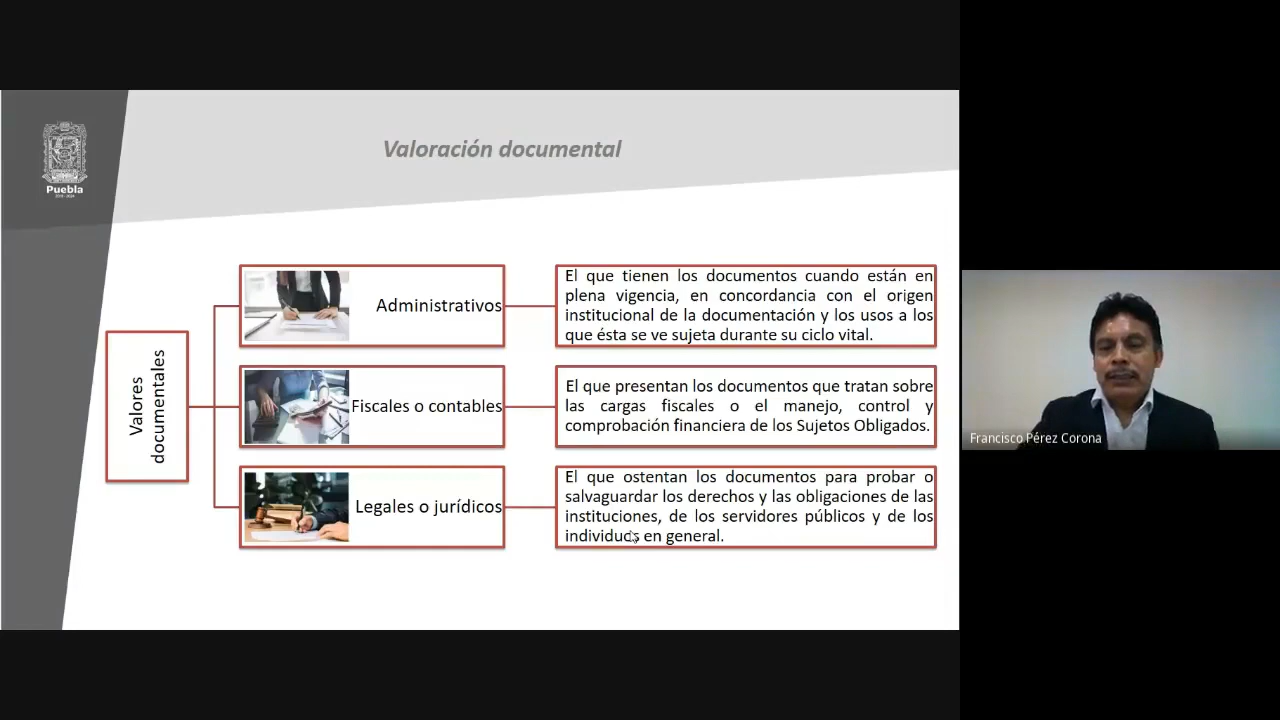 Valoración documental
Puebla
Valores
documentales
Administrativos
El que tienen los documentos cuando están en
plena vigencia, en concordancia con el origen
institucional de la documentación y los usos a los
que ésta se ve sujeta durante su ciclo vital.
Fiscales o contables
El que presentan los documentos que tratan sobre
las cargas fiscales o el manejo, control y
comprobación financiera de los Sujetos Obligados.
Legales o jurídicos
El que ostentan los documentos para probar o
salvaguardar los derechos y las obligaciones de las
instituciones, de los servidores públicos y de los
individuos en general.
Francisco Pérez Corona